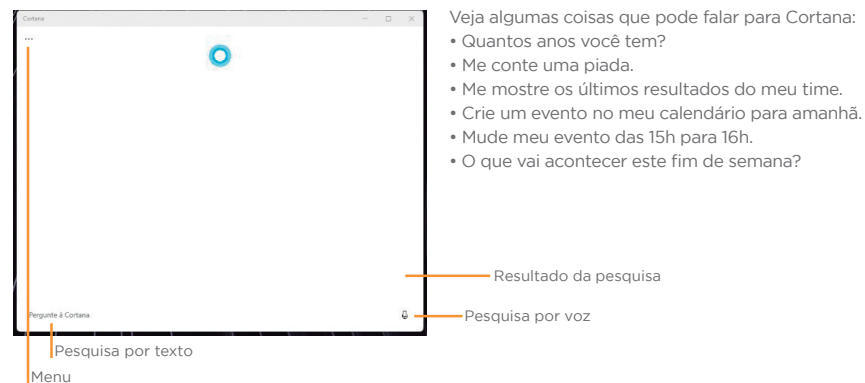 Cortana
...
Veja algumas coisas que pode falar para Cortana:
• Quantos anos você tem?
• Me conte uma piada.
• Me mostre os últimos resultados do meu time.
• Crie um evento no meu calendário para amanhã.
• Mude meu evento das 15h para 16h.
• O que vai acontecer este fim de semana?
Resultado da pesquisa
Pergunte à Cortana
Pesquisa por voz
Pesquisa por texto
Menu